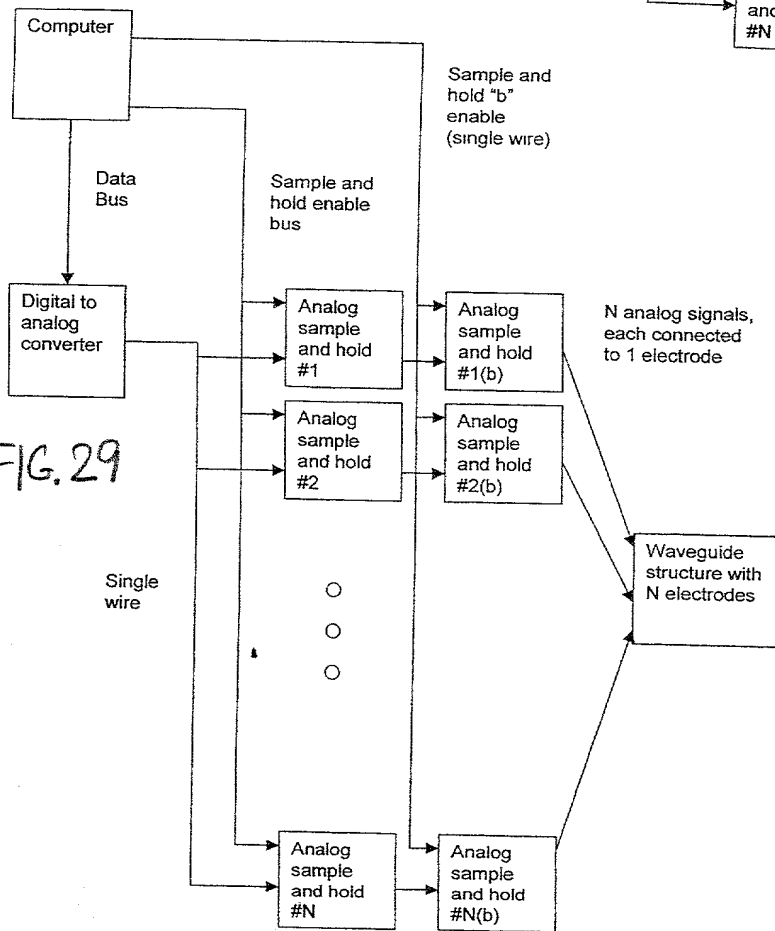 and
#N
Computer
Sample and
hold "b"
enable
(single wire)
Data
Bus
Sample and
hold enable
bus
Digital to
analog
converter
Analog
sample
and hold
#1
Analog
sample
and hold
#1(b)
N analog signals,
each connected
to 1 electrode
Analog
sample
and hold
#2
Analog
sample
and hold
#2(b)
FIG. 29
Waveguide
structure with
N electrodes
Single
wire
Analog
sample
and hold
#N
Analog
sample
and hold
#N(b)